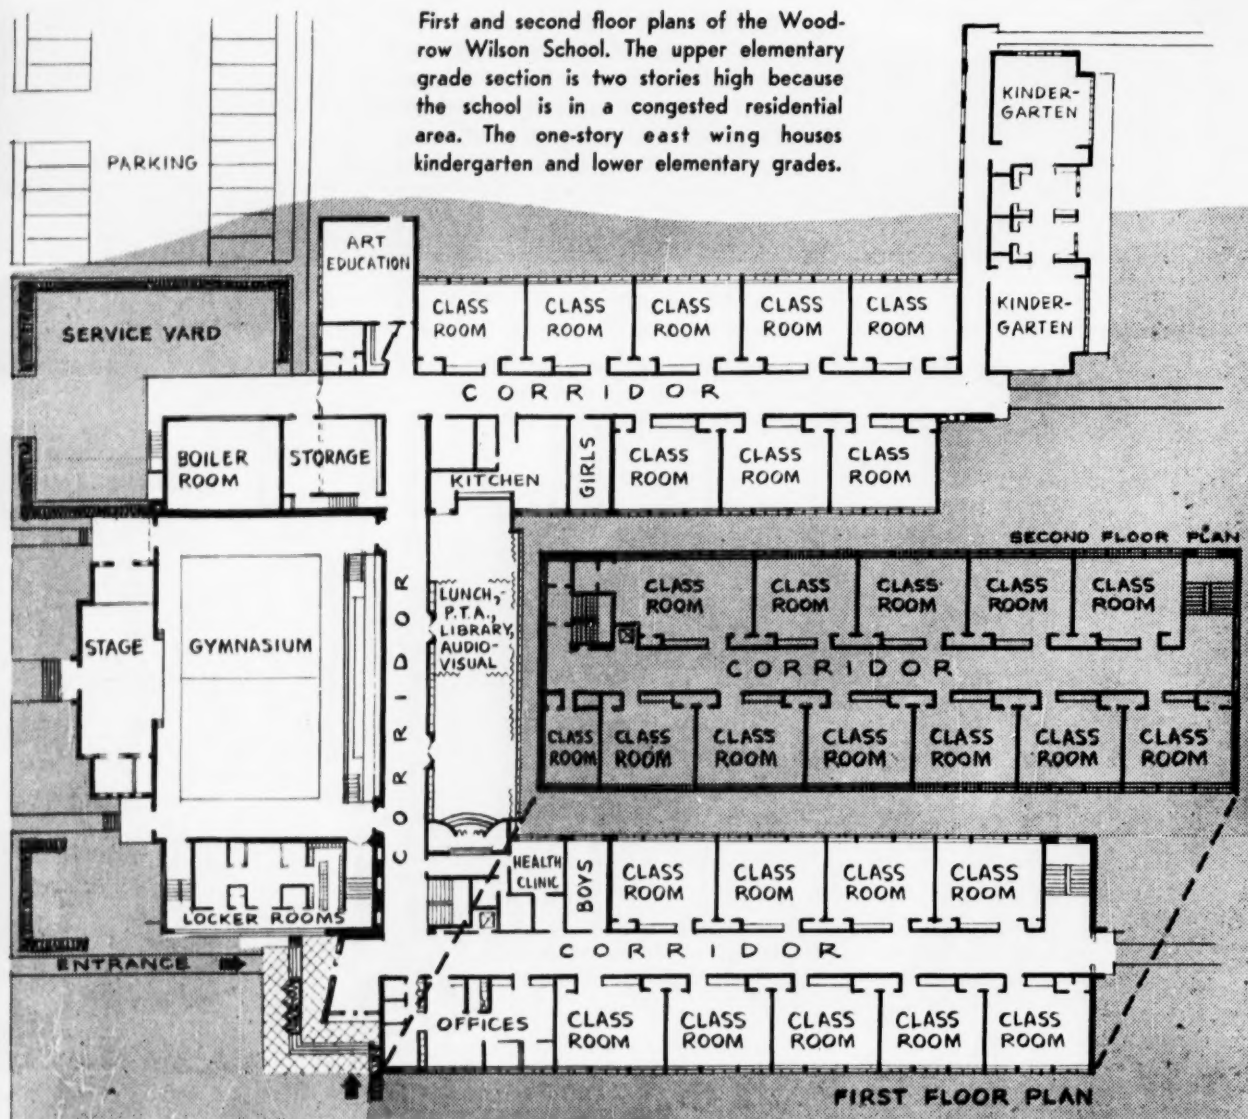 First and second floor plans of the Wood-
row Wilson School. The upper elementary
grade section is two stories high because
the school is in a congested residential
area. The one-story east wing houses
kindergarten and lower elementary grades.
PARKING
KINDER-
GARTEN
ART
EDUCATION
SERVICE YARD
CLASS
ROOM
CLASS
ROOM
CLASS
ROOM
CLASS
ROOM
CLASS
ROOM
KINDER-
GARTEN
CORRIDOR
BOILER
ROOM
STORAGE
KITCHEN
GIRLS
CLASS
ROOM
CLASS
ROOM
CLASS
ROOM
SECOND FLOOR PLAN
STAGE
GYMNASIUM
CORRIDOR
LUNCH,-
P.T.A.,
LIBRARY,
AUDIO-
VISUAL
CLASS
ROOM
CLASS
ROOM
CLASS
ROOM
CLASS
ROOM
CLASS
ROOM
CORRIDOR
CLASS
ROOM
CLASS
ROOM
CLASS
ROOM
CLASS
ROOM
CLASS
ROOM
CLASS
ROOM
CLASS
ROOM
LOCKER ROOMS
HEALTH
CLINIC
BOYS
CLASS
ROOM
CLASS
ROOM
CLASS
ROOM
CLASS
ROOM
ENTRANCE
CORRIDOR
OFFICES
CLASS
ROOM
CLASS
ROOM
CLASS
ROOM
CLASS
ROOM
CLASS
ROOM
FIRST FLOOR PLAN